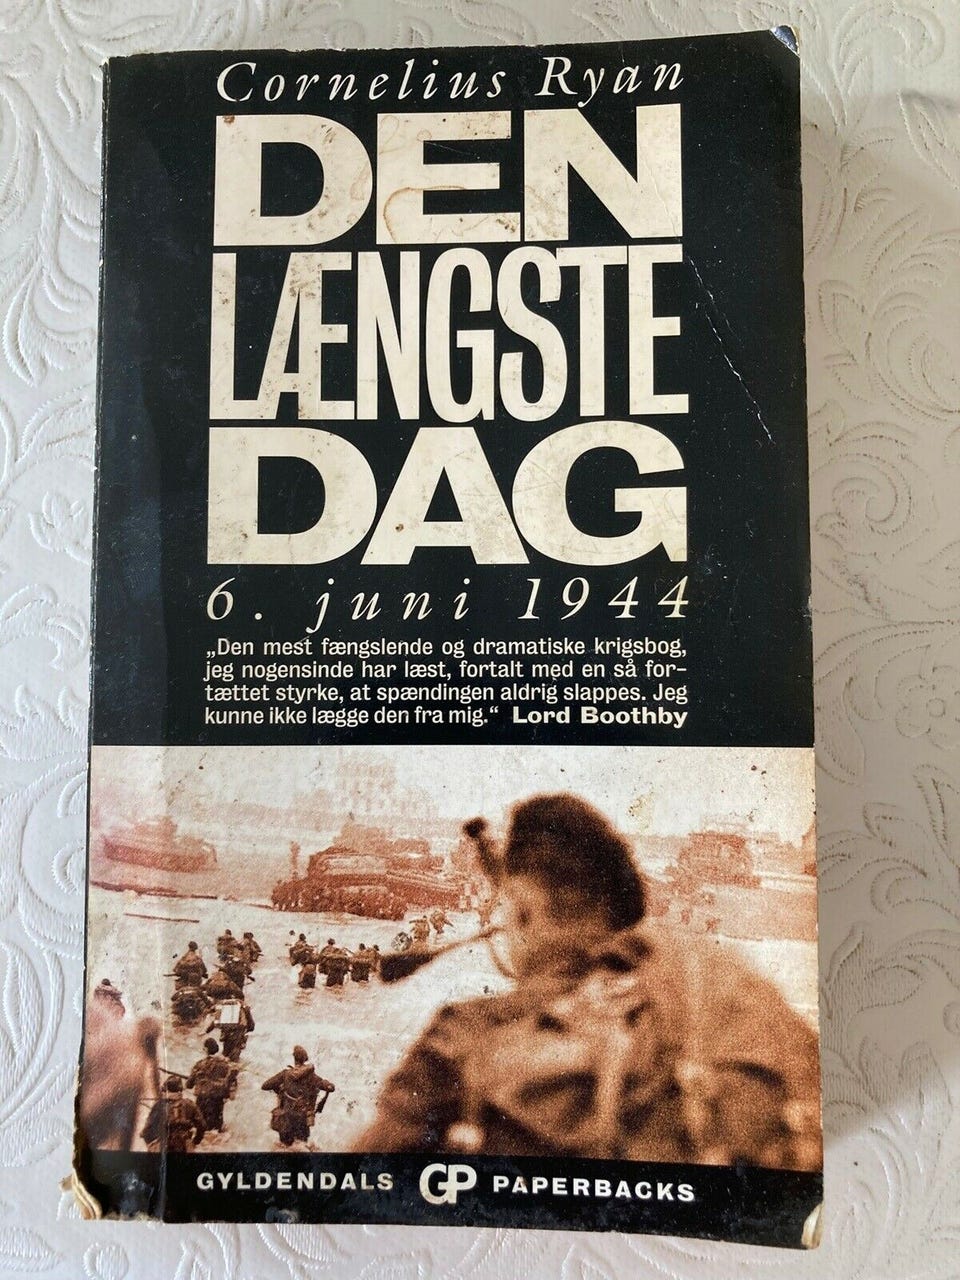 Cornelius Ryan
DEN
LÆNGSTE
DAG
6. juni 1944
„Den mest fængslende og dramatiske krigsbog,
jeg nogensinde har læst, fortalt med en så for-
tættet styrke, at spændingen aldrig slappes. Jeg
kunne ikke lægge den fra mig.“ Lord Boothby
GYLDENDALS GP PAPERBACKS